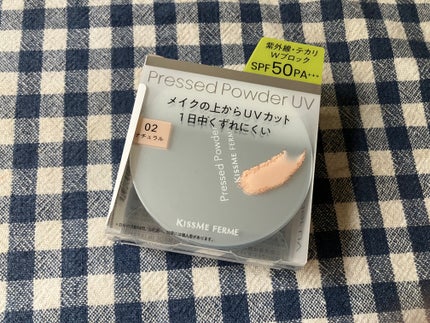 紫外線・テカリ
Wブロック
SPF50PA+++
Pressed Powder UV
メイクの上からUVカット
1日中くずれにくい
02
ナチュラル
Pressed Powder
KISSME FERME
KISSME FERME